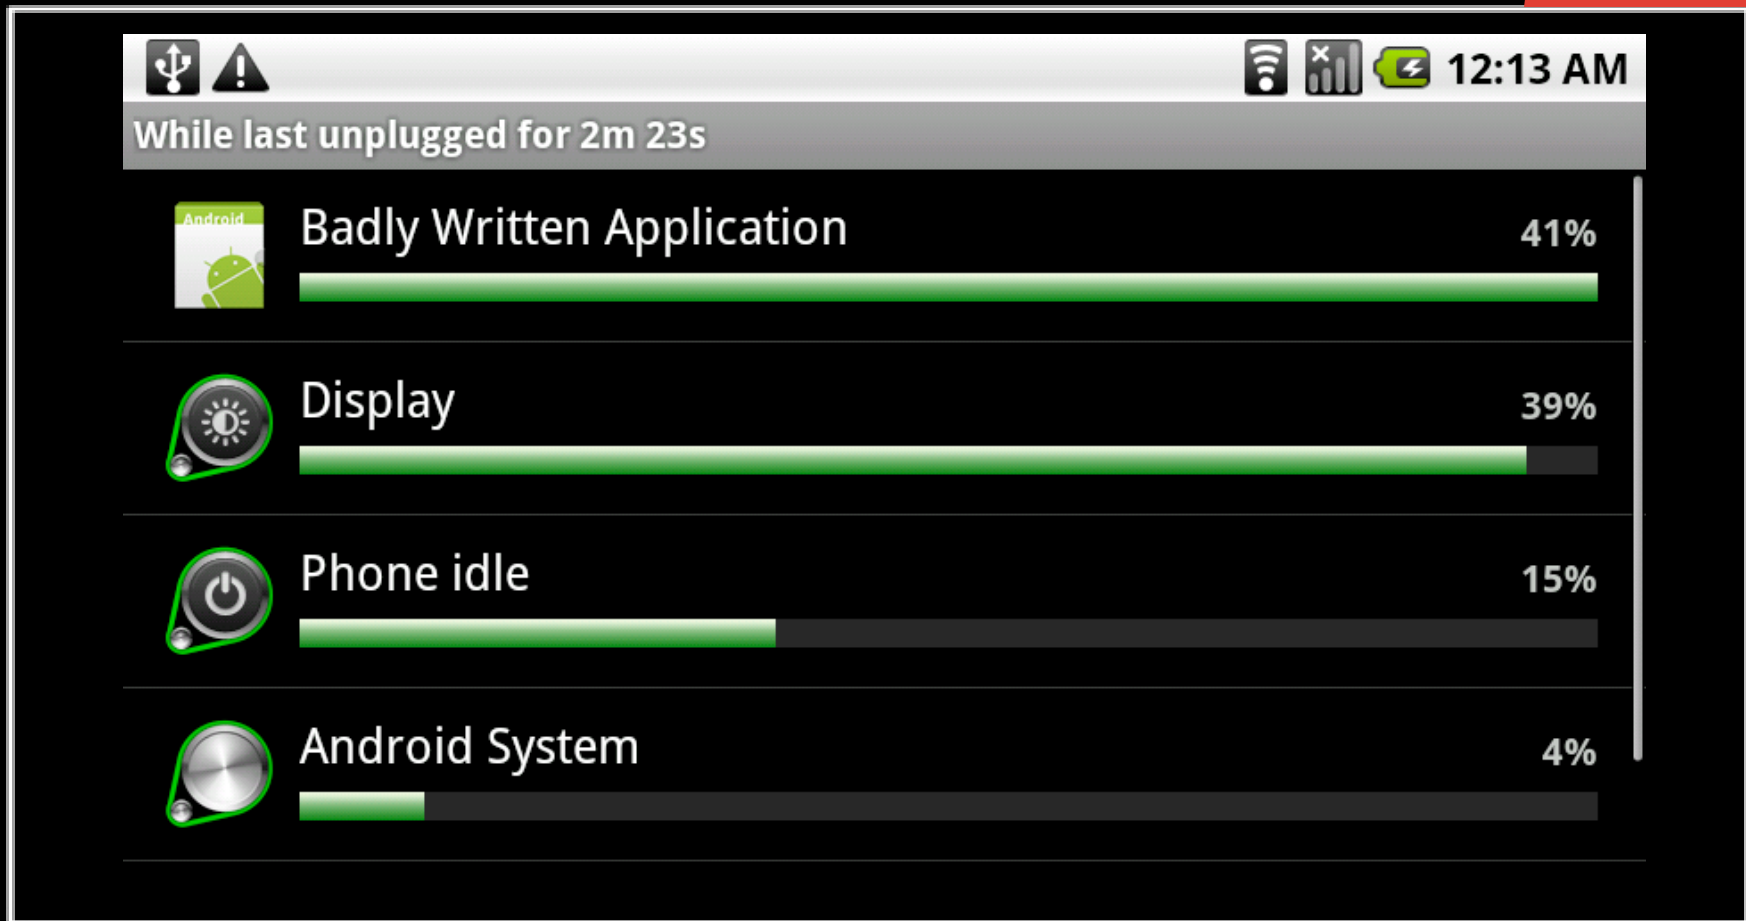 12:13 AM
While last unplugged for 2m 23s
Android
Badly Written Application
41%
Display
39%
Phone idle
15%
Android System
4%